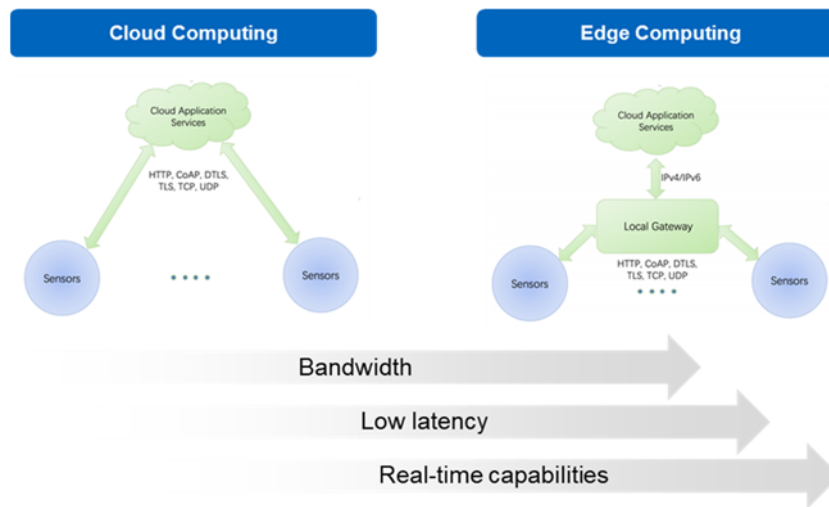 Cloud Computing
Cloud Application
Services
HTTP, CoAP, DTLS,
TLS, TCP, UDP
Sensors
Sensors
Edge Computing
Cloud Application
Services
IPv4/IPv6
Local Gateway
HTTP, CoAP, DTLS,
TLS, TCP, UDP
Sensors
Sensors
Bandwidth
Low latency
Real-time capabilities